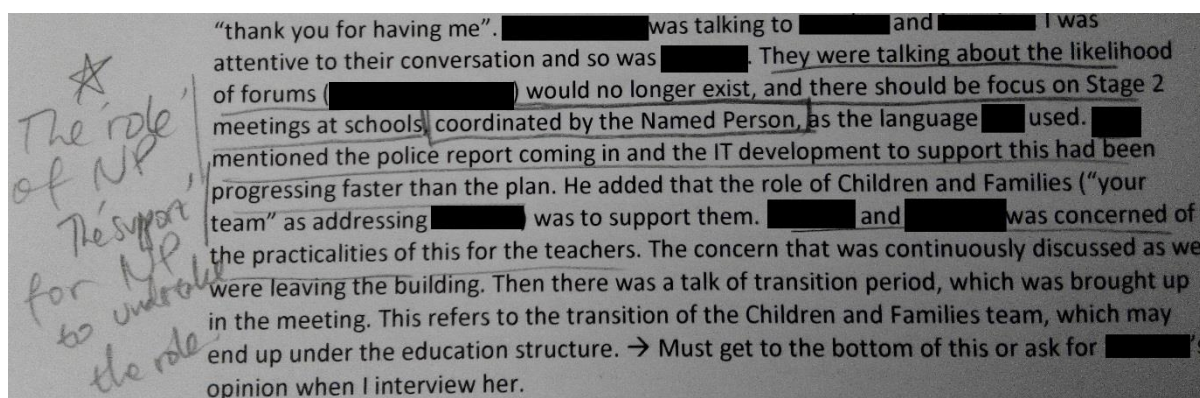 "thank you for having me". was talking to and I was
attentive to their conversation and so was . They were talking about the likelihood
of forums ( ) would no longer exist, and there should be focus on Stage 2
meetings at schools, coordinated by the Named Person, as the language used.
mentioned the police report coming in and the IT development to support this had been
progressing faster than the plan. He added that the role of Children and Families ("your
team" as addressing ) was to support them. and was concerned of
the practicalities of this for the teachers. The concern that was continuously discussed as we
were leaving the building. Then there was a talk of transition period, which was brought up
in the meeting. This refers to the transition of the Children and Families team, which may
end up under the education structure. → Must get to the bottom of this or ask for 's
opinion when I interview her.
The 'role'
of NP
The support
for NP
to undertake
the role